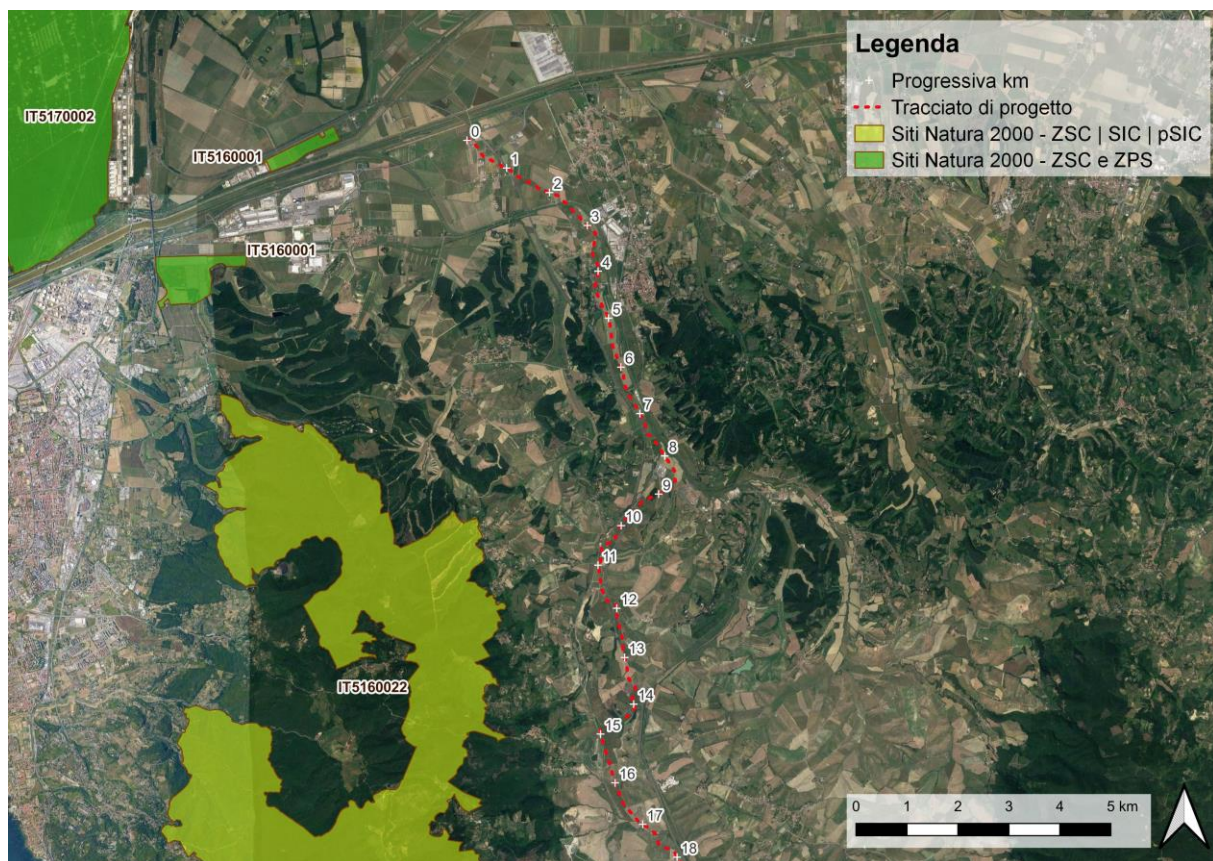 Legenda
Progressiva km
Tracciato di progetto
Siti Natura 2000 - ZSC | SIC | pSIC
Siti Natura 2000 - ZSC e ZPS
IT5170002
IT5160001
IT5160001
IT5160022
0
1
2
3
4
5
6
7
8
9
10
11
12
13
14
15
16
17
18
0 1 2 3 4 5 km